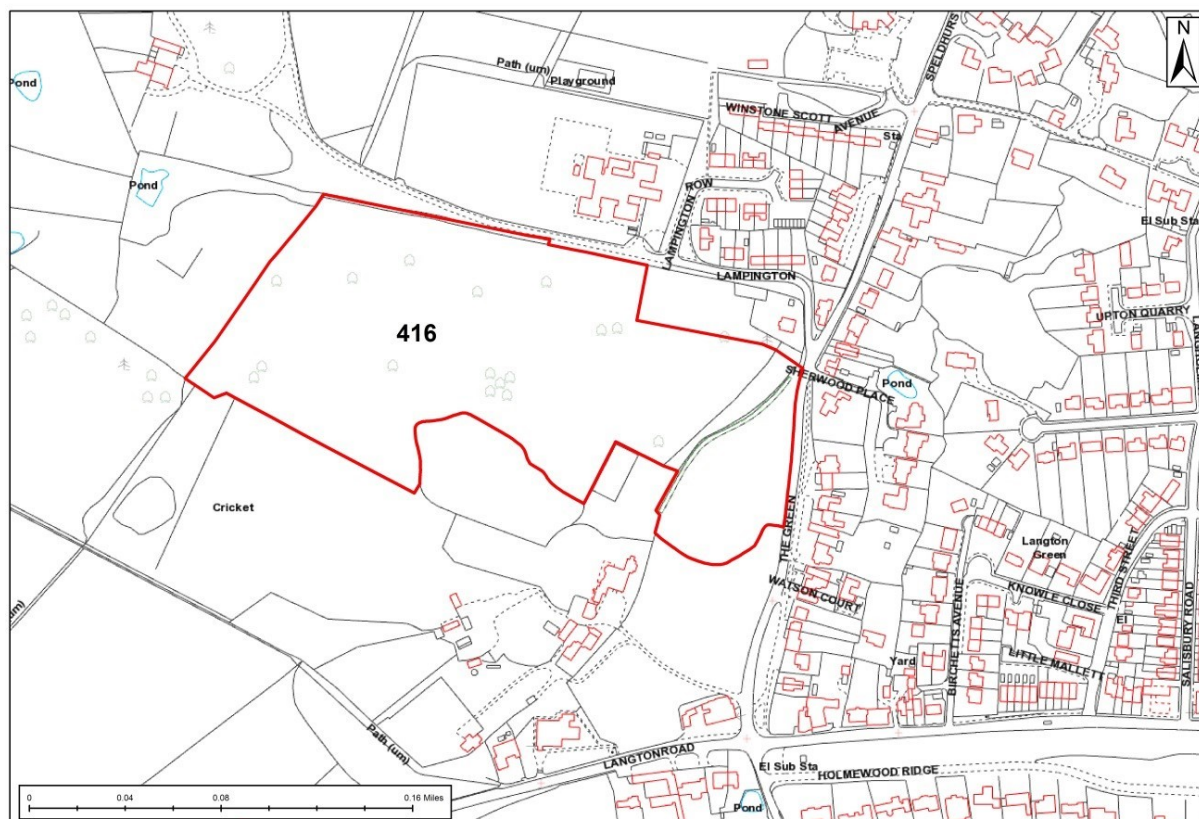 N
SPELDHURS
Pond
Path (um)
Playground
WINSTONE SCOTT
AVENUE
Sta
Pond
LAMPINGTON
ROW
El Sub Sta
LAMPINGTON
UPTON QUARRY
416
SHERWOOD PLACE
Pond
Cricket
THE GREEN
Langton
Green
THIRD STREET
KNOWLE CLOSE
WATSON COURT
BIRCHETTS AVENUE
El
SALISBURY ROAD
LITTLE MALLETT
Yard
Path (um)
LANGTONROAD
El Sub Sta
HOLMEWOOD RIDGE
Pond
0 0.04 0.08 0.16 Miles